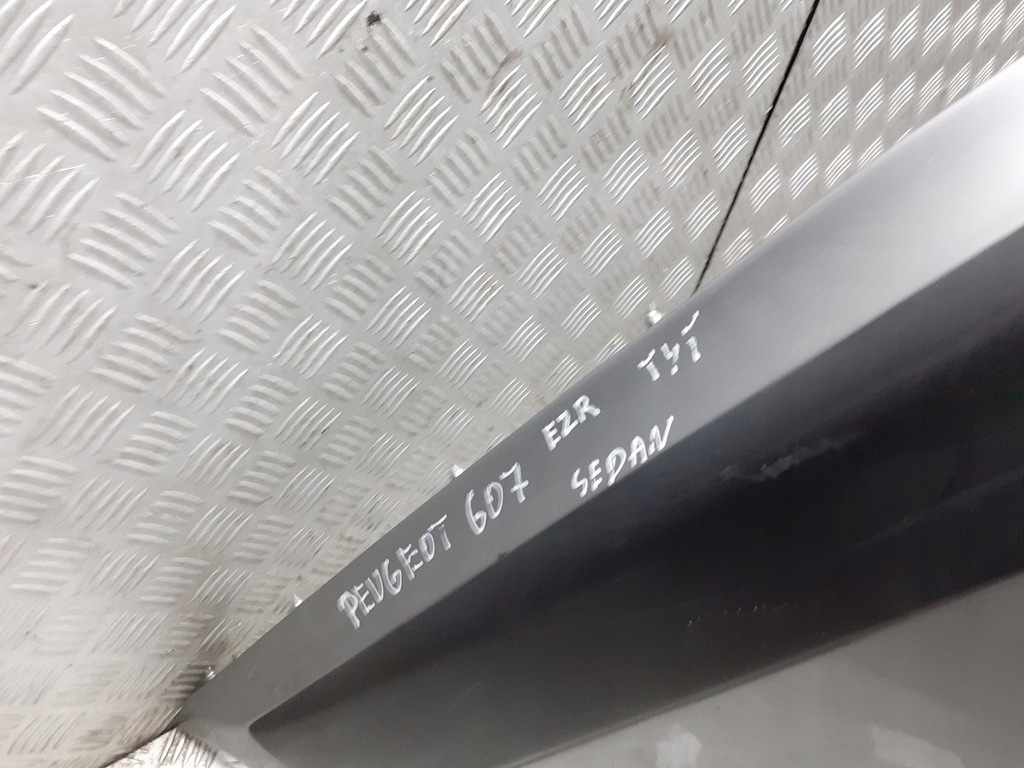 PEUGEOT 607 EZR TYŁ
SEDAN